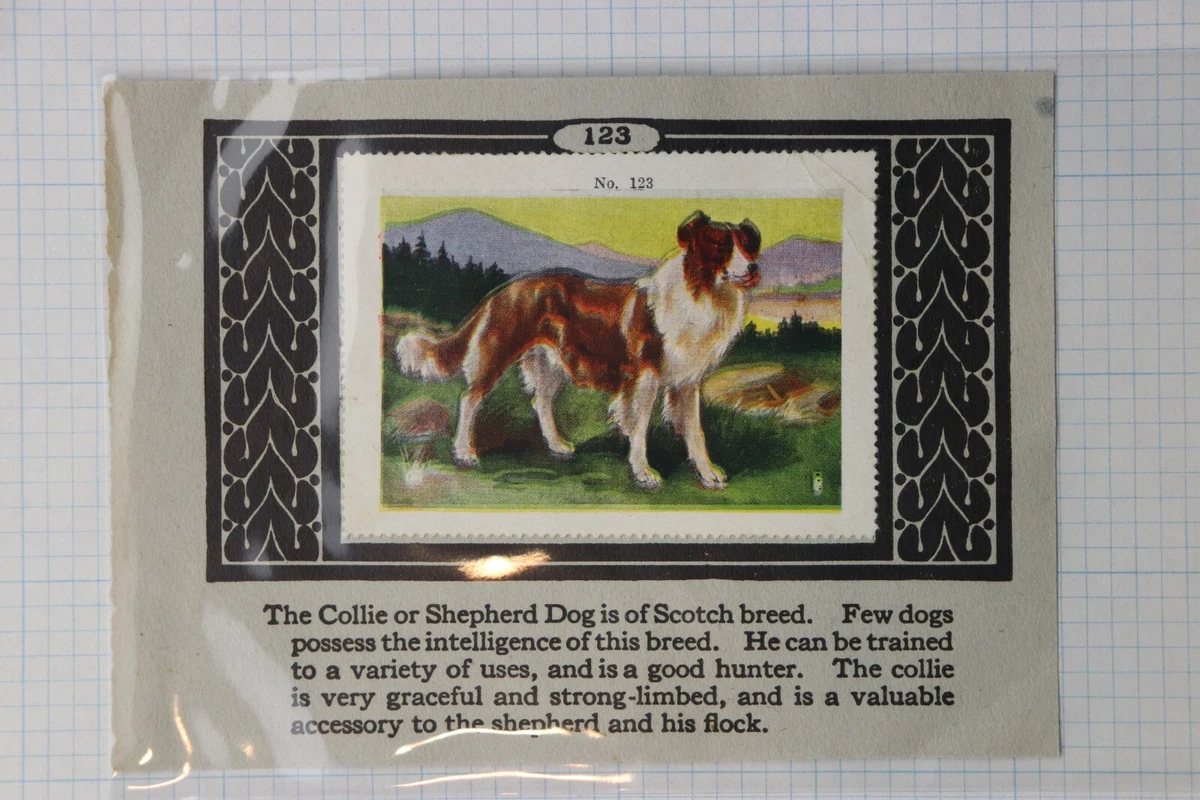 123
No. 123
The Collie or Shepherd Dog is of Scotch breed. Few dogs
possess the intelligence of this breed. He can be trained
to a variety of uses, and is a good hunter. The collie
is very graceful and strong-limbed, and is a valuable
accessory to the shepherd and his flock.